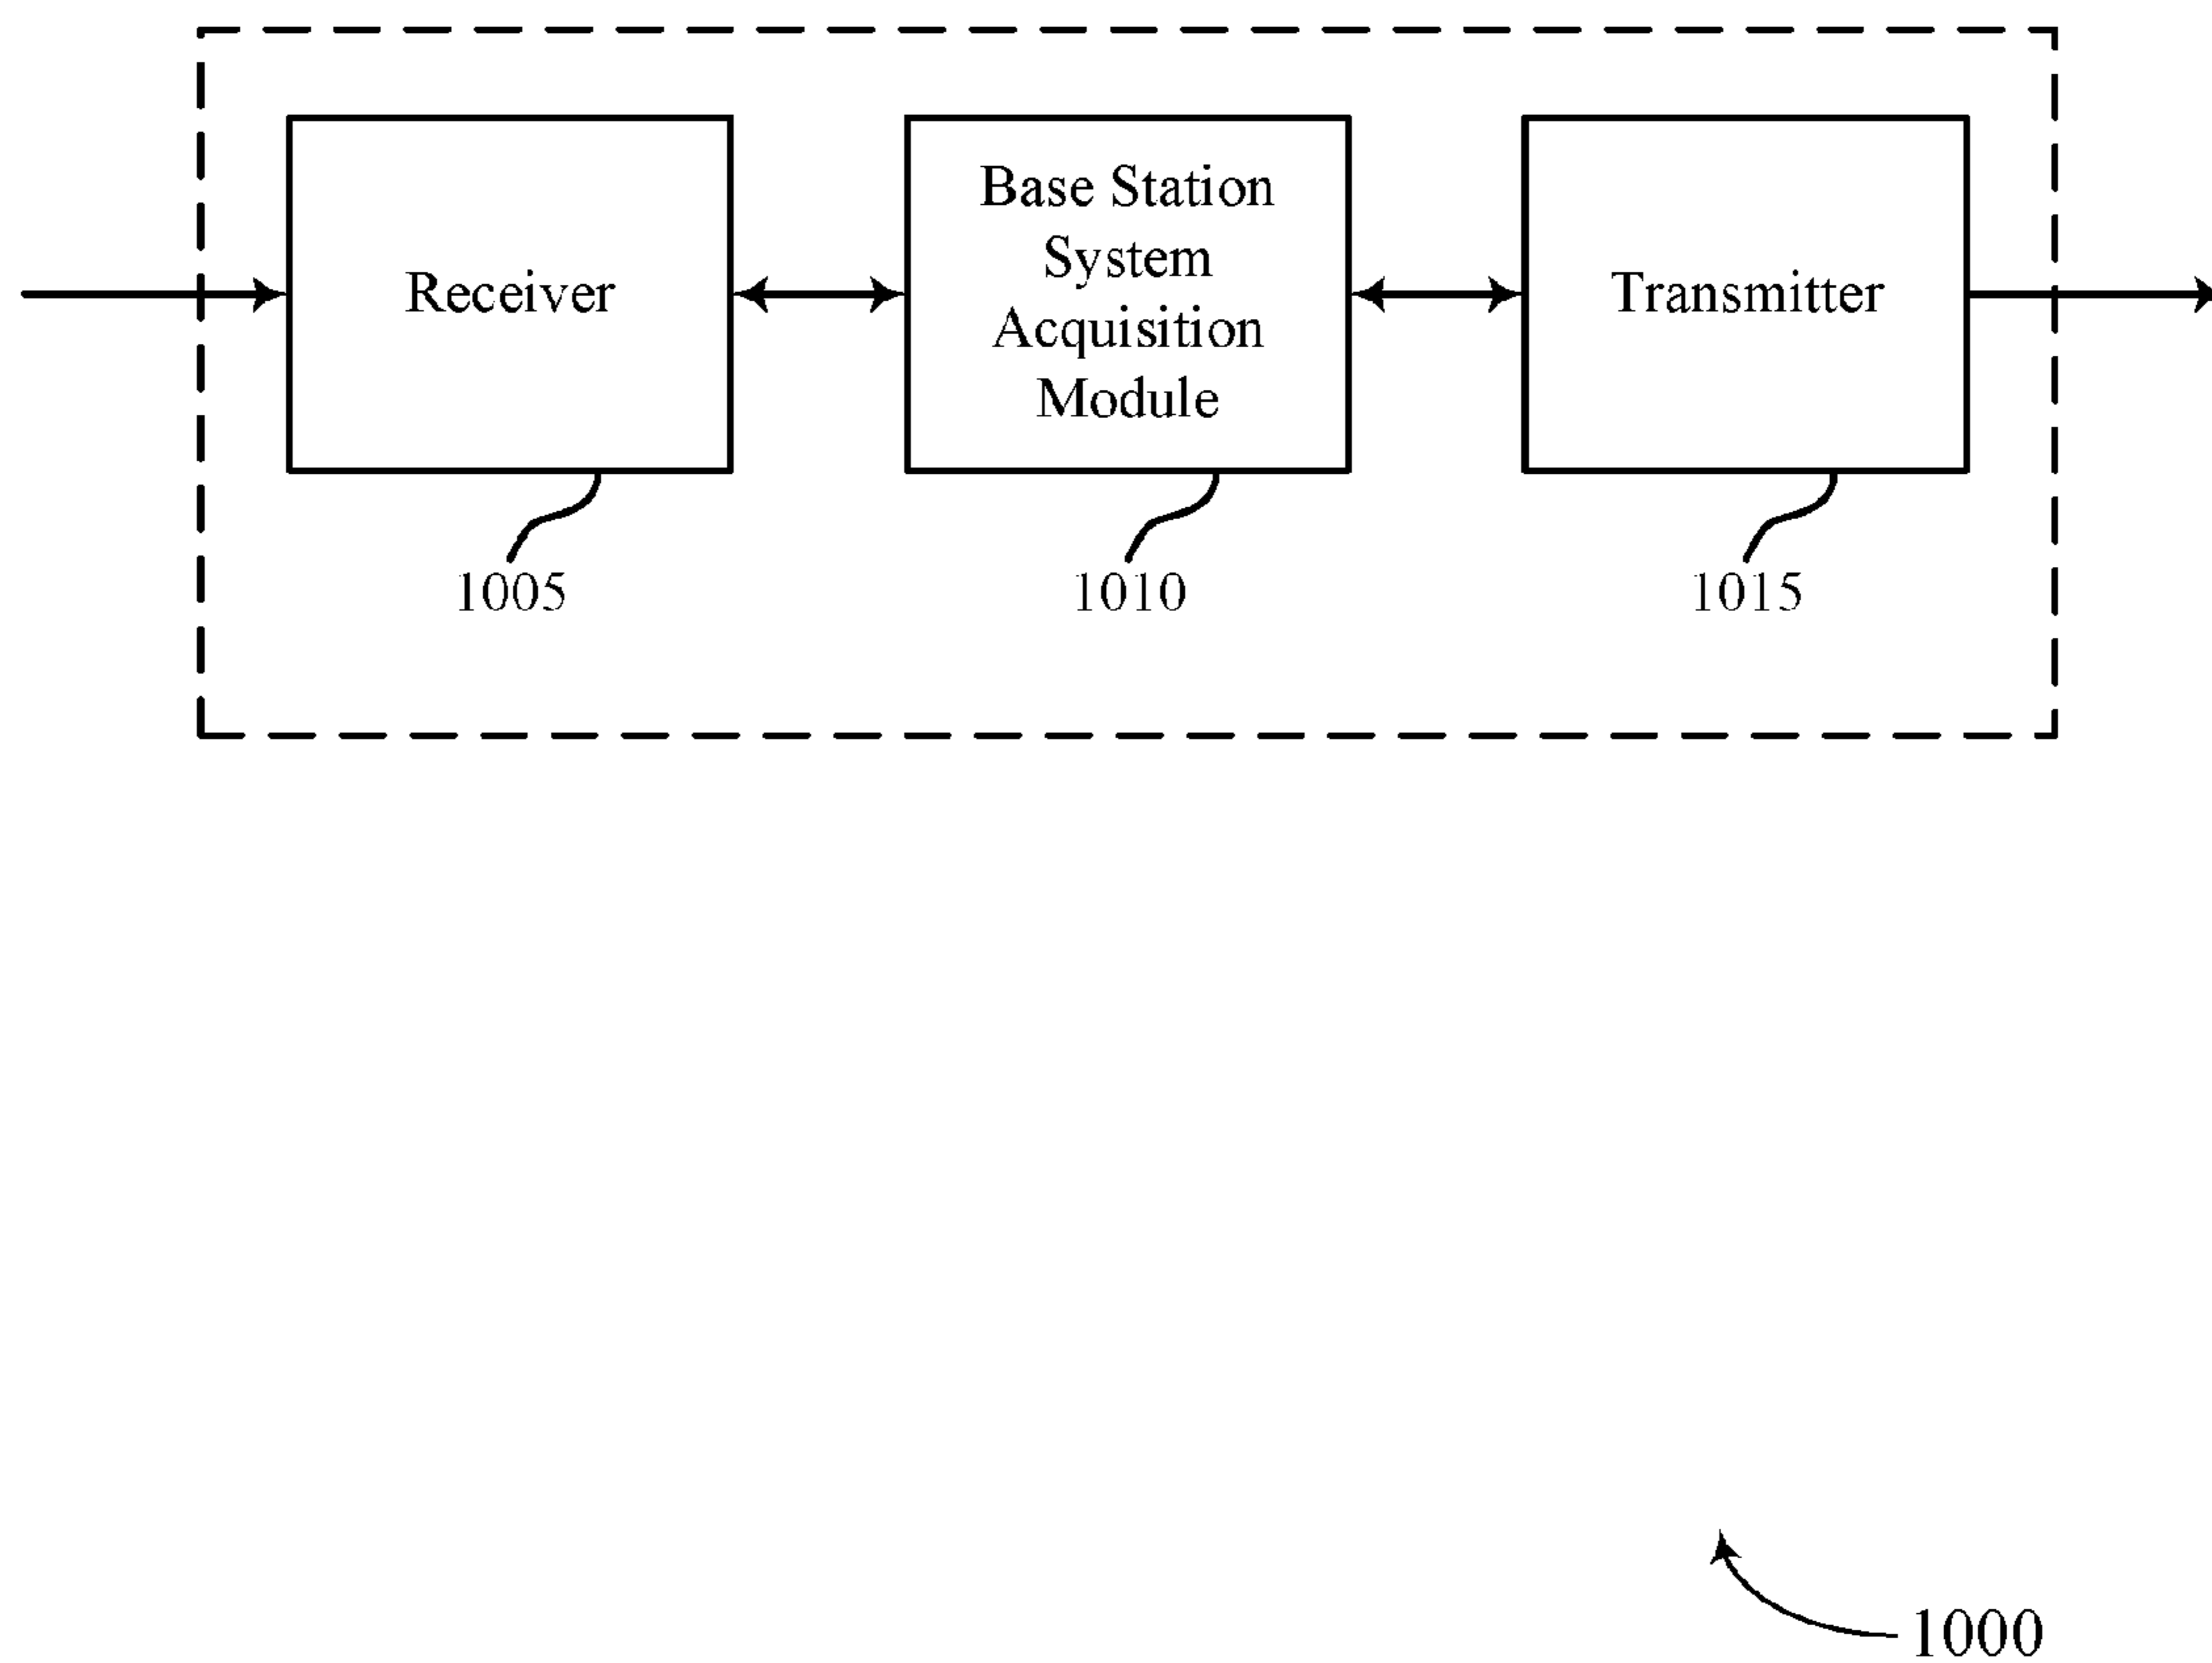 Receiver
Base Station
System
Acquisition
Module
Transmitter
1005
1010
1015
1000